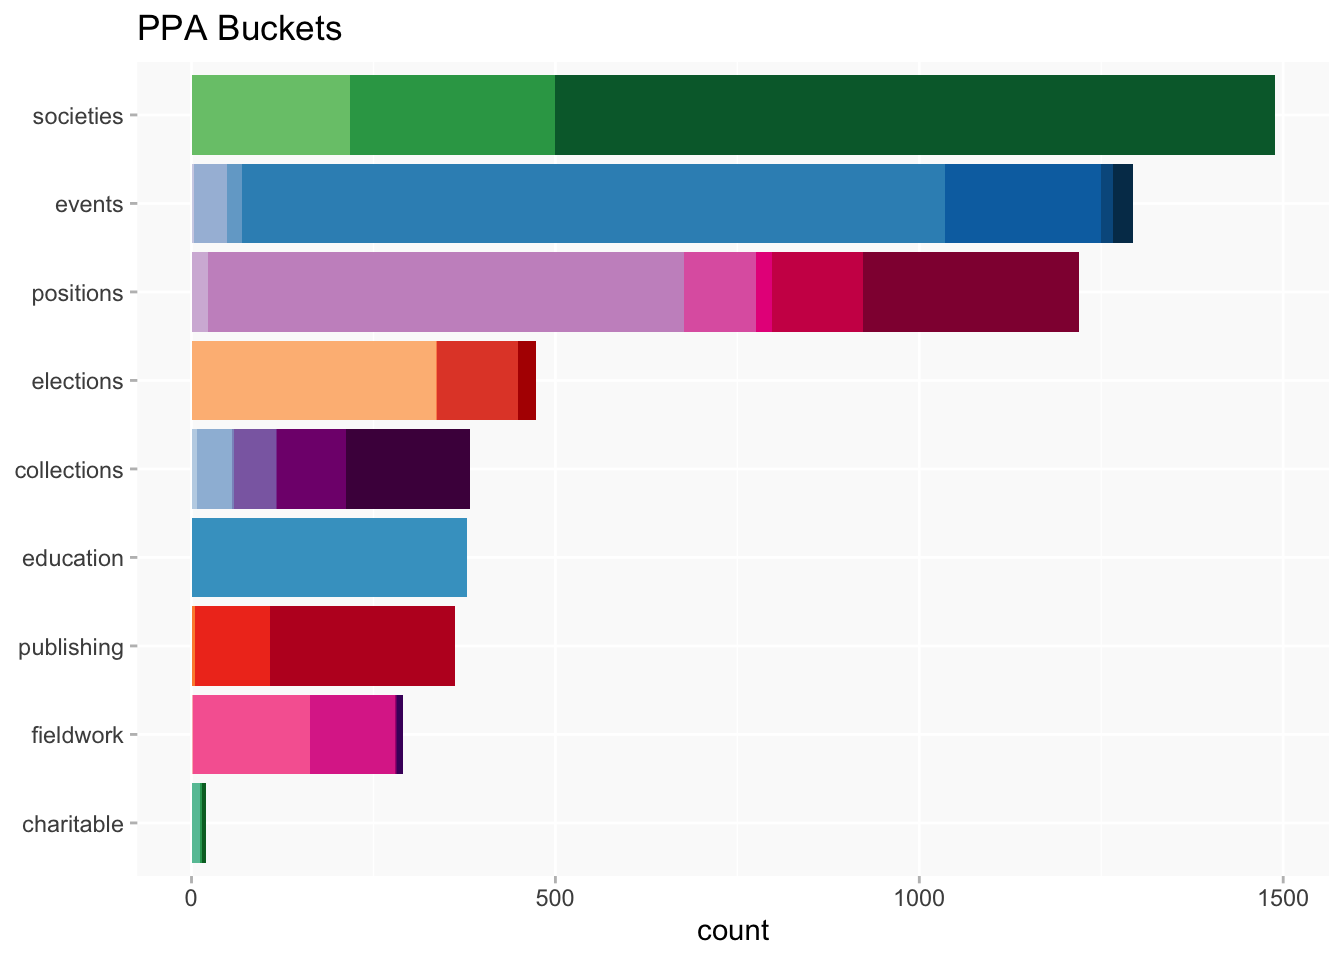 PPA Buckets
societies
events
positions
elections
collections
education
publishing
fieldwork
charitable
0 500 1000 1500
count